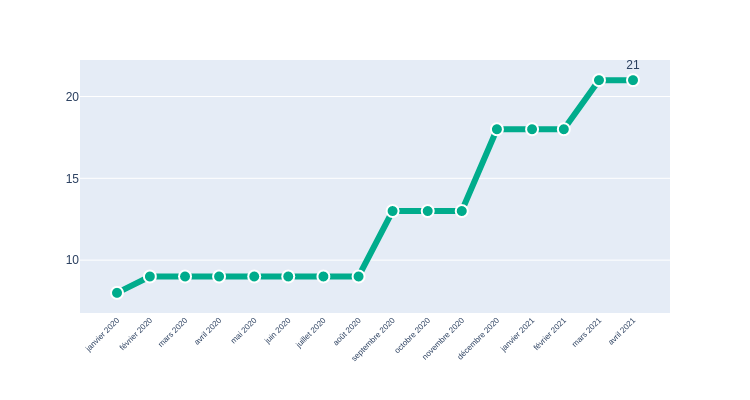 21
20
15
10
janvier 2020
février 2020
mars 2020
avril 2020
mai 2020
juin 2020
juillet 2020
août 2020
septembre 2020
octobre 2020
novembre 2020
décembre 2020
janvier 2021
février 2021
mars 2021
avril 2021